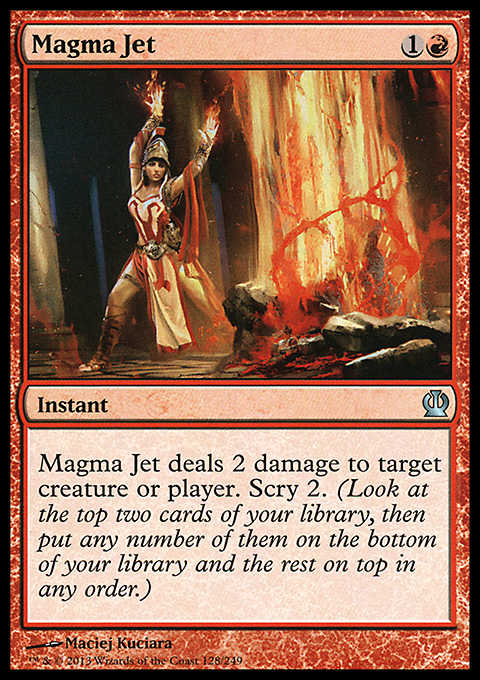 Magma Jet 1
Instant
Magma Jet deals 2 damage to target
creature or player. Scry 2. (Look at
the top two cards of your library, then
put any number of them on the bottom
of your library and the rest on top in
any order.)
Maciej Kuciara
™ & © 2013 Wizards of the Coast 128/249